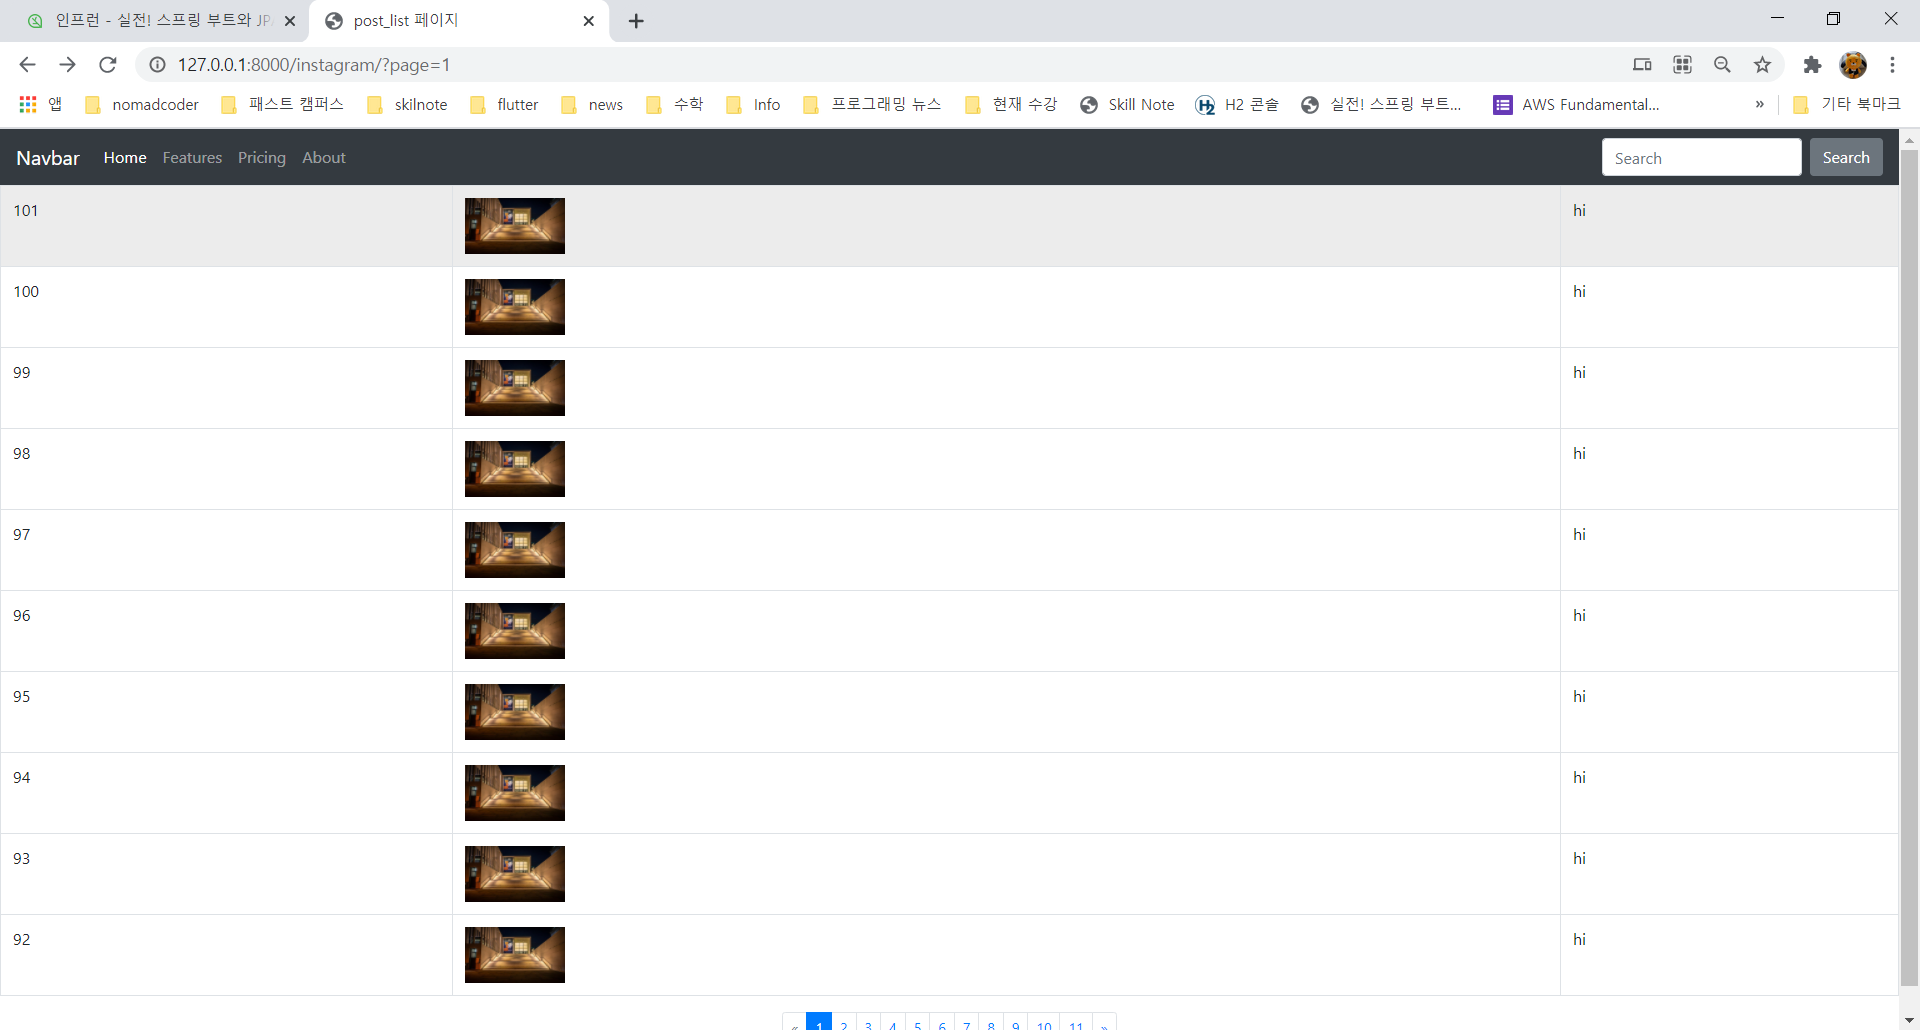 인프런 - 실전! 스프링 부트와 JPA
post_list 페이지
127.0.0.1:8000/instagram/?page=1
앱 nomadcoder 패스트 캠퍼스 skilnote flutter news 수학 Info 프로그래밍 뉴스 현재 수강 Skill Note H2 H2 콘솔 실전! 스프링 부트... AWS Fundamental... » 기타 북마크
Navbar Home Features Pricing About Search Search
101 hi
100 hi
99 hi
98 hi
97 hi
96 hi
95 hi
94 hi
93 hi
92 hi
« 1 2 3 4 5 6 7 8 9 10 11 »